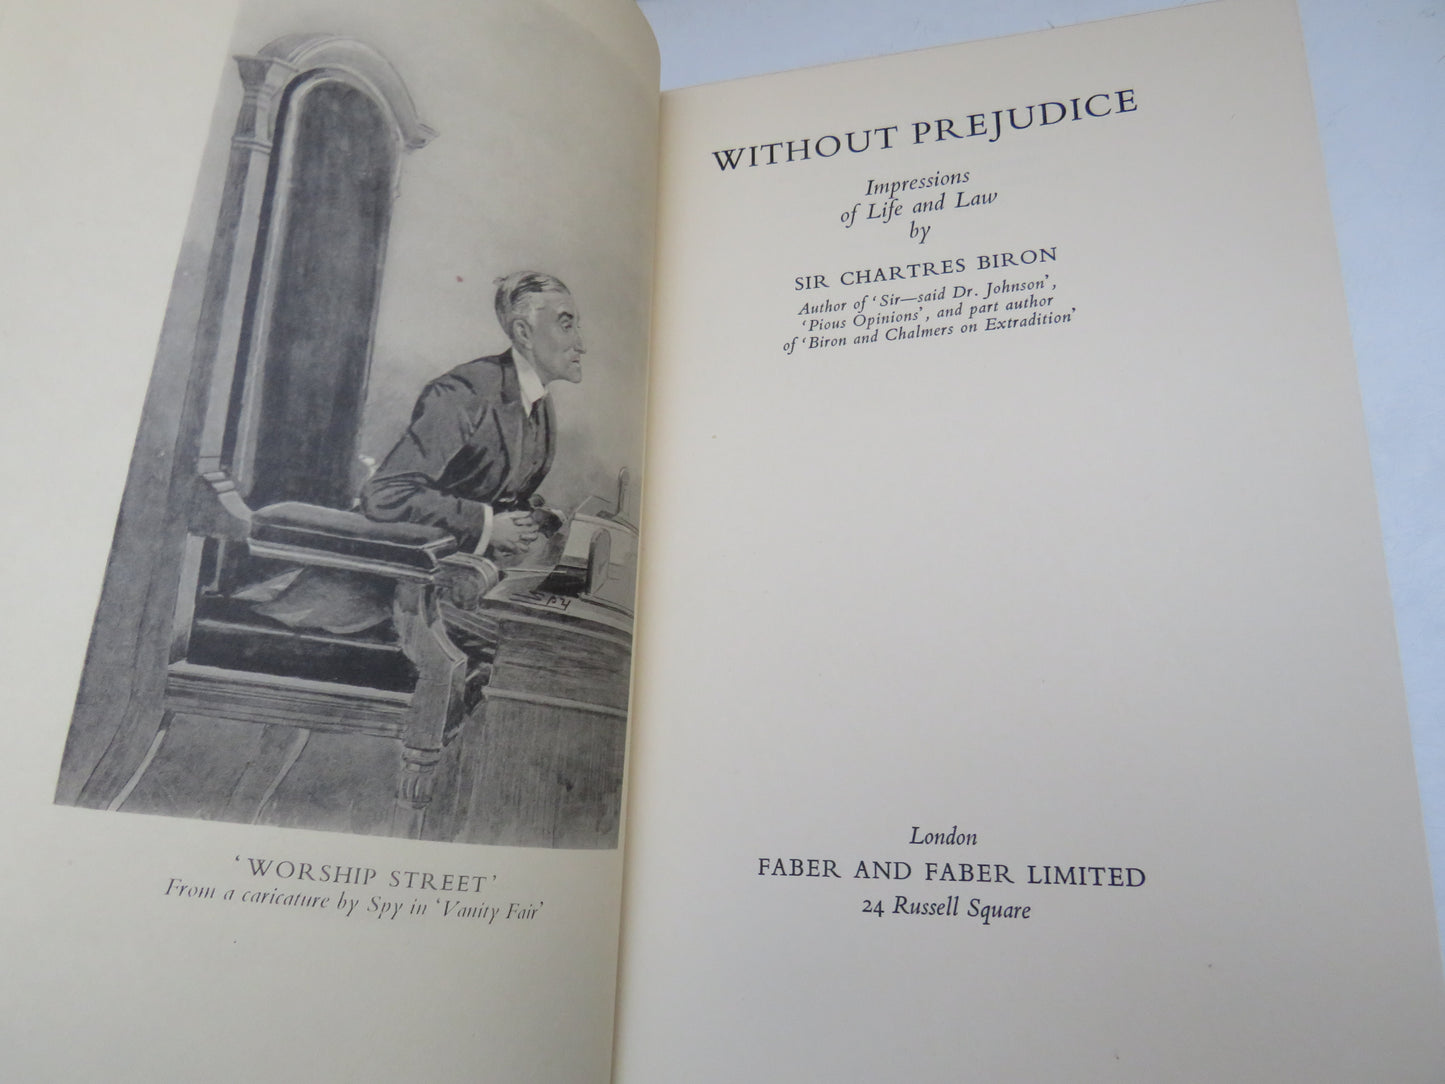 Spy
'WORSHIP STREET'
From a caricature by Spy in 'Vanity Fair'
WITHOUT PREJUDICE
Impressions
of Life and Law
by
SIR CHARTRES BIRON
Author of 'Sir—said Dr. Johnson',
'Pious Opinions', and part author
of 'Biron and Chalmers on Extradition'
London
FABER AND FABER LIMITED
24 Russell Square